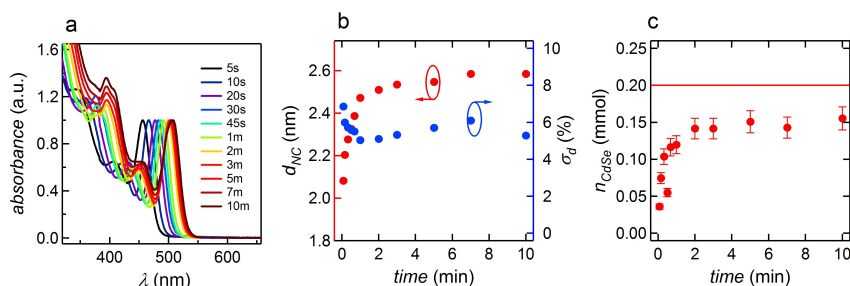 a
absorbance (a.u.)
1.6
1.2
0.8
0.4
0.0
400
500
600
λ (nm)
5s
10s
20s
30s
45s
1m
2m
3m
5m
7m
10m
b
d_NC (nm)
2.6
2.4
2.2
2.0
1.8
0
2
4
6
8
10
time (min)
10
8
6
4
2
0
σ_d (%)
c
n_CdSe (mmol)
0.25
0.20
0.15
0.10
0.05
0.00
0
2
4
6
8
10
time (min)